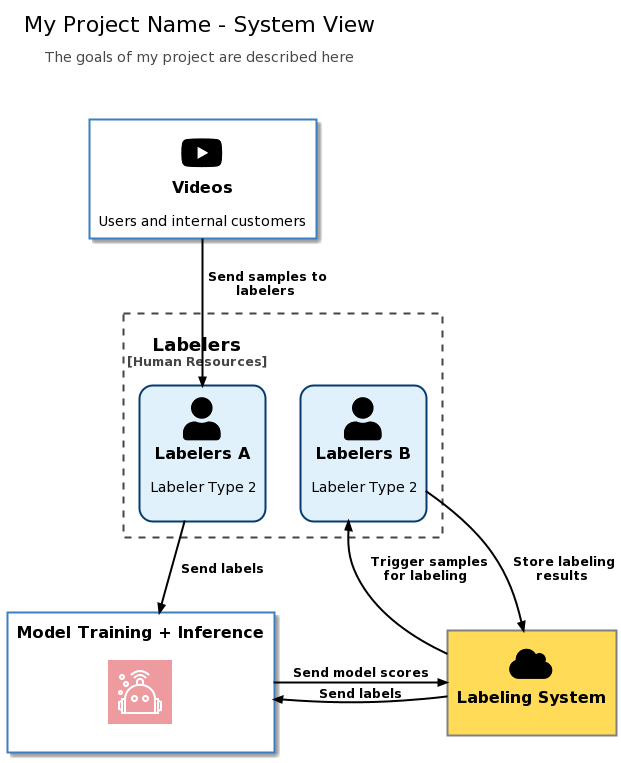 My Project Name - System View
The goals of my project are described here
Videos
Users and internal customers
Send samples to
labelers
Labelers
[Human Resources]
Labelers A
Labeler Type 2
Labelers B
Labeler Type 2
Send labels
Trigger samples
for labeling
Store labeling
results
Model Training + Inference
Send model scores
Send labels
Labeling System